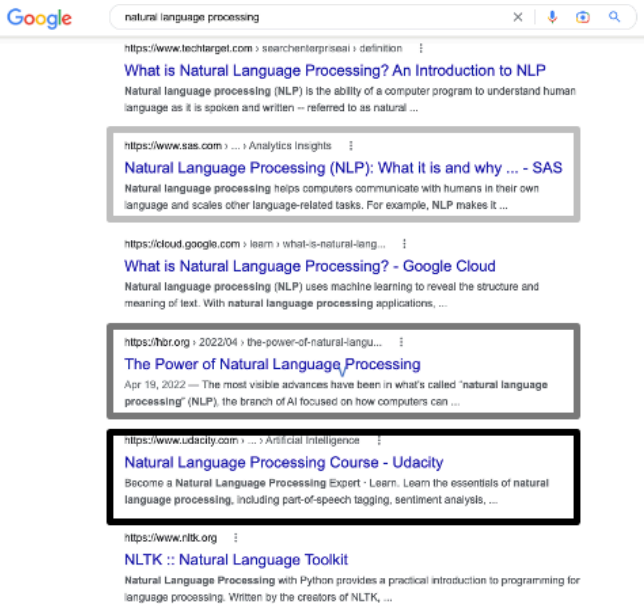 Google
natural language processing
https://www.techtarget.com › searchenterpriseai › definition
What is Natural Language Processing? An Introduction to NLP
Natural language processing (NLP) is the ability of a computer program to understand human
language as it is spoken and written -- referred to as natural ...
https://www.sas.com › ... › Analytics Insights
Natural Language Processing (NLP): What it is and why ... - SAS
Natural language processing helps computers communicate with humans in their own
language and scales other language-related tasks. For example, NLP makes it ...
https://cloud.google.com › learn › what-is-natural-lang...
What is Natural Language Processing? - Google Cloud
Natural language processing (NLP) uses machine learning to reveal the structure and
meaning of text. With natural language processing applications, ...
https://hbr.org › 2022/04 › the-power-of-natural-langu...
The Power of Natural Language Processing
Apr 19, 2022 — The most visible advances have been in what's called “natural language
processing” (NLP), the branch of AI focused on how computers can ...
https://www.udacity.com › ... › Artificial Intelligence
Natural Language Processing Course - Udacity
Become a Natural Language Processing Expert · Learn. Learn the essentials of natural
language processing, including part-of-speech tagging, sentiment analysis, ...
https://www.nltk.org
NLTK :: Natural Language Toolkit
Natural Language Processing with Python provides a practical introduction to programming for
language processing. Written by the creators of NLTK, ...